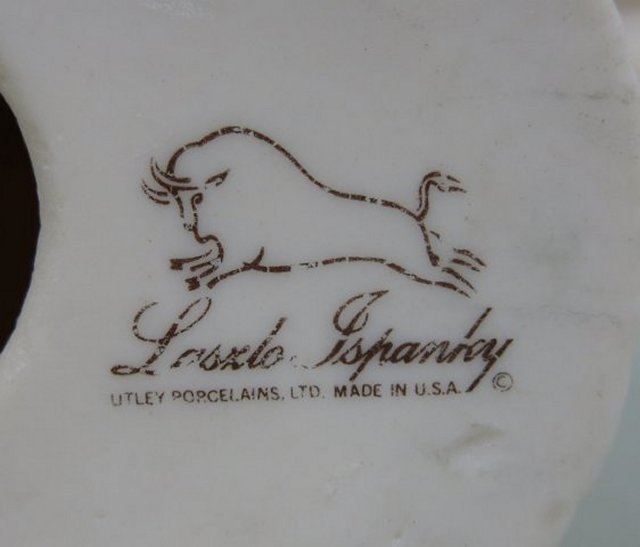 Laszlo Ispanky ©
UTLEY PORCELAINS, LTD. MADE IN U.S.A.